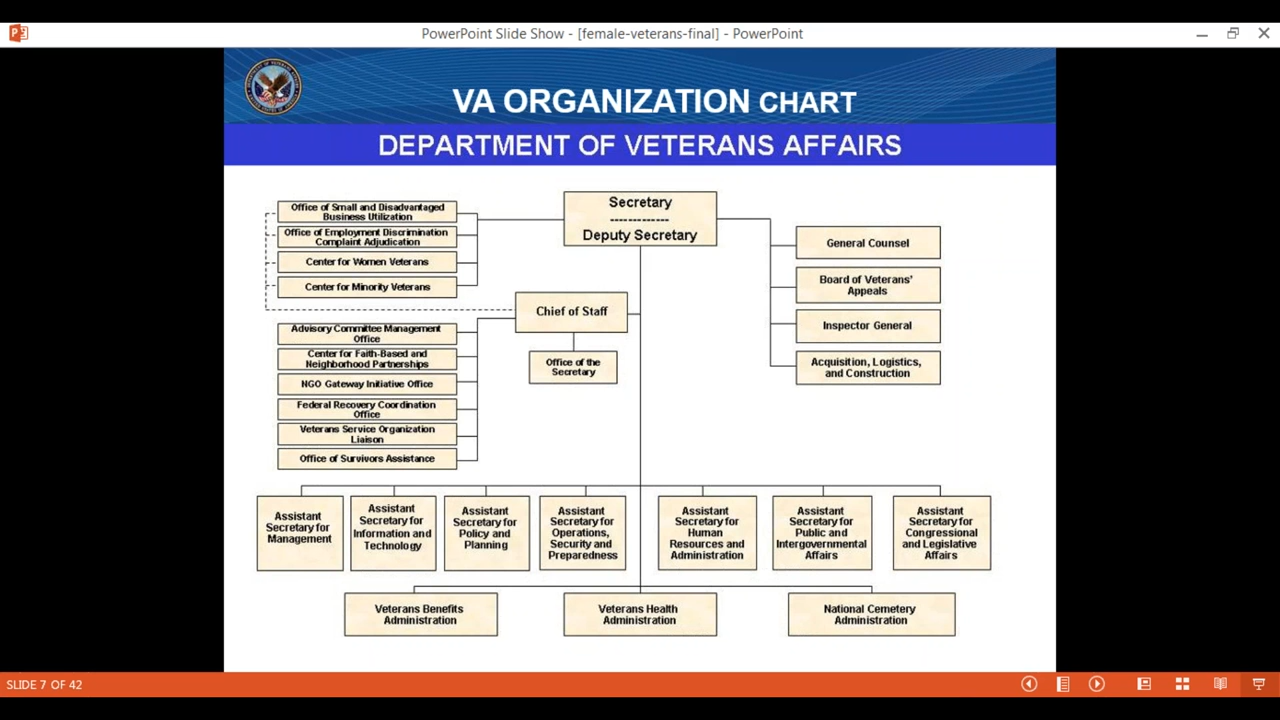 PowerPoint Slide Show - [female-veterans-final] - PowerPoint
VA ORGANIZATION CHART
DEPARTMENT OF VETERANS AFFAIRS
Secretary
-------------
Deputy Secretary
Office of Small and Disadvantaged
Business Utilization
Office of Employment Discrimination
Complaint Adjudication
Center for Women Veterans
Center for Minority Veterans
General Counsel
Board of Veterans'
Appeals
Inspector General
Acquisition, Logistics,
and Construction
Chief of Staff
Office of the
Secretary
Advisory Committee Management
Office
Center for Faith-Based and
Neighborhood Partnerships
NGO Gateway Initiative Office
Federal Recovery Coordination
Office
Veterans Service Organization
Liaison
Office of Survivors Assistance
Assistant
Secretary for
Management
Assistant
Secretary for
Information and
Technology
Assistant
Secretary for
Policy and
Planning
Assistant
Secretary for
Operations,
Security and
Preparedness
Assistant
Secretary for
Human
Resources and
Administration
Assistant
Secretary for
Public and
Intergovernmental
Affairs
Assistant
Secretary for
Congressional
and Legislative
Affairs
Veterans Benefits
Administration
Veterans Health
Administration
National Cemetery
Administration
SLIDE 7 OF 42